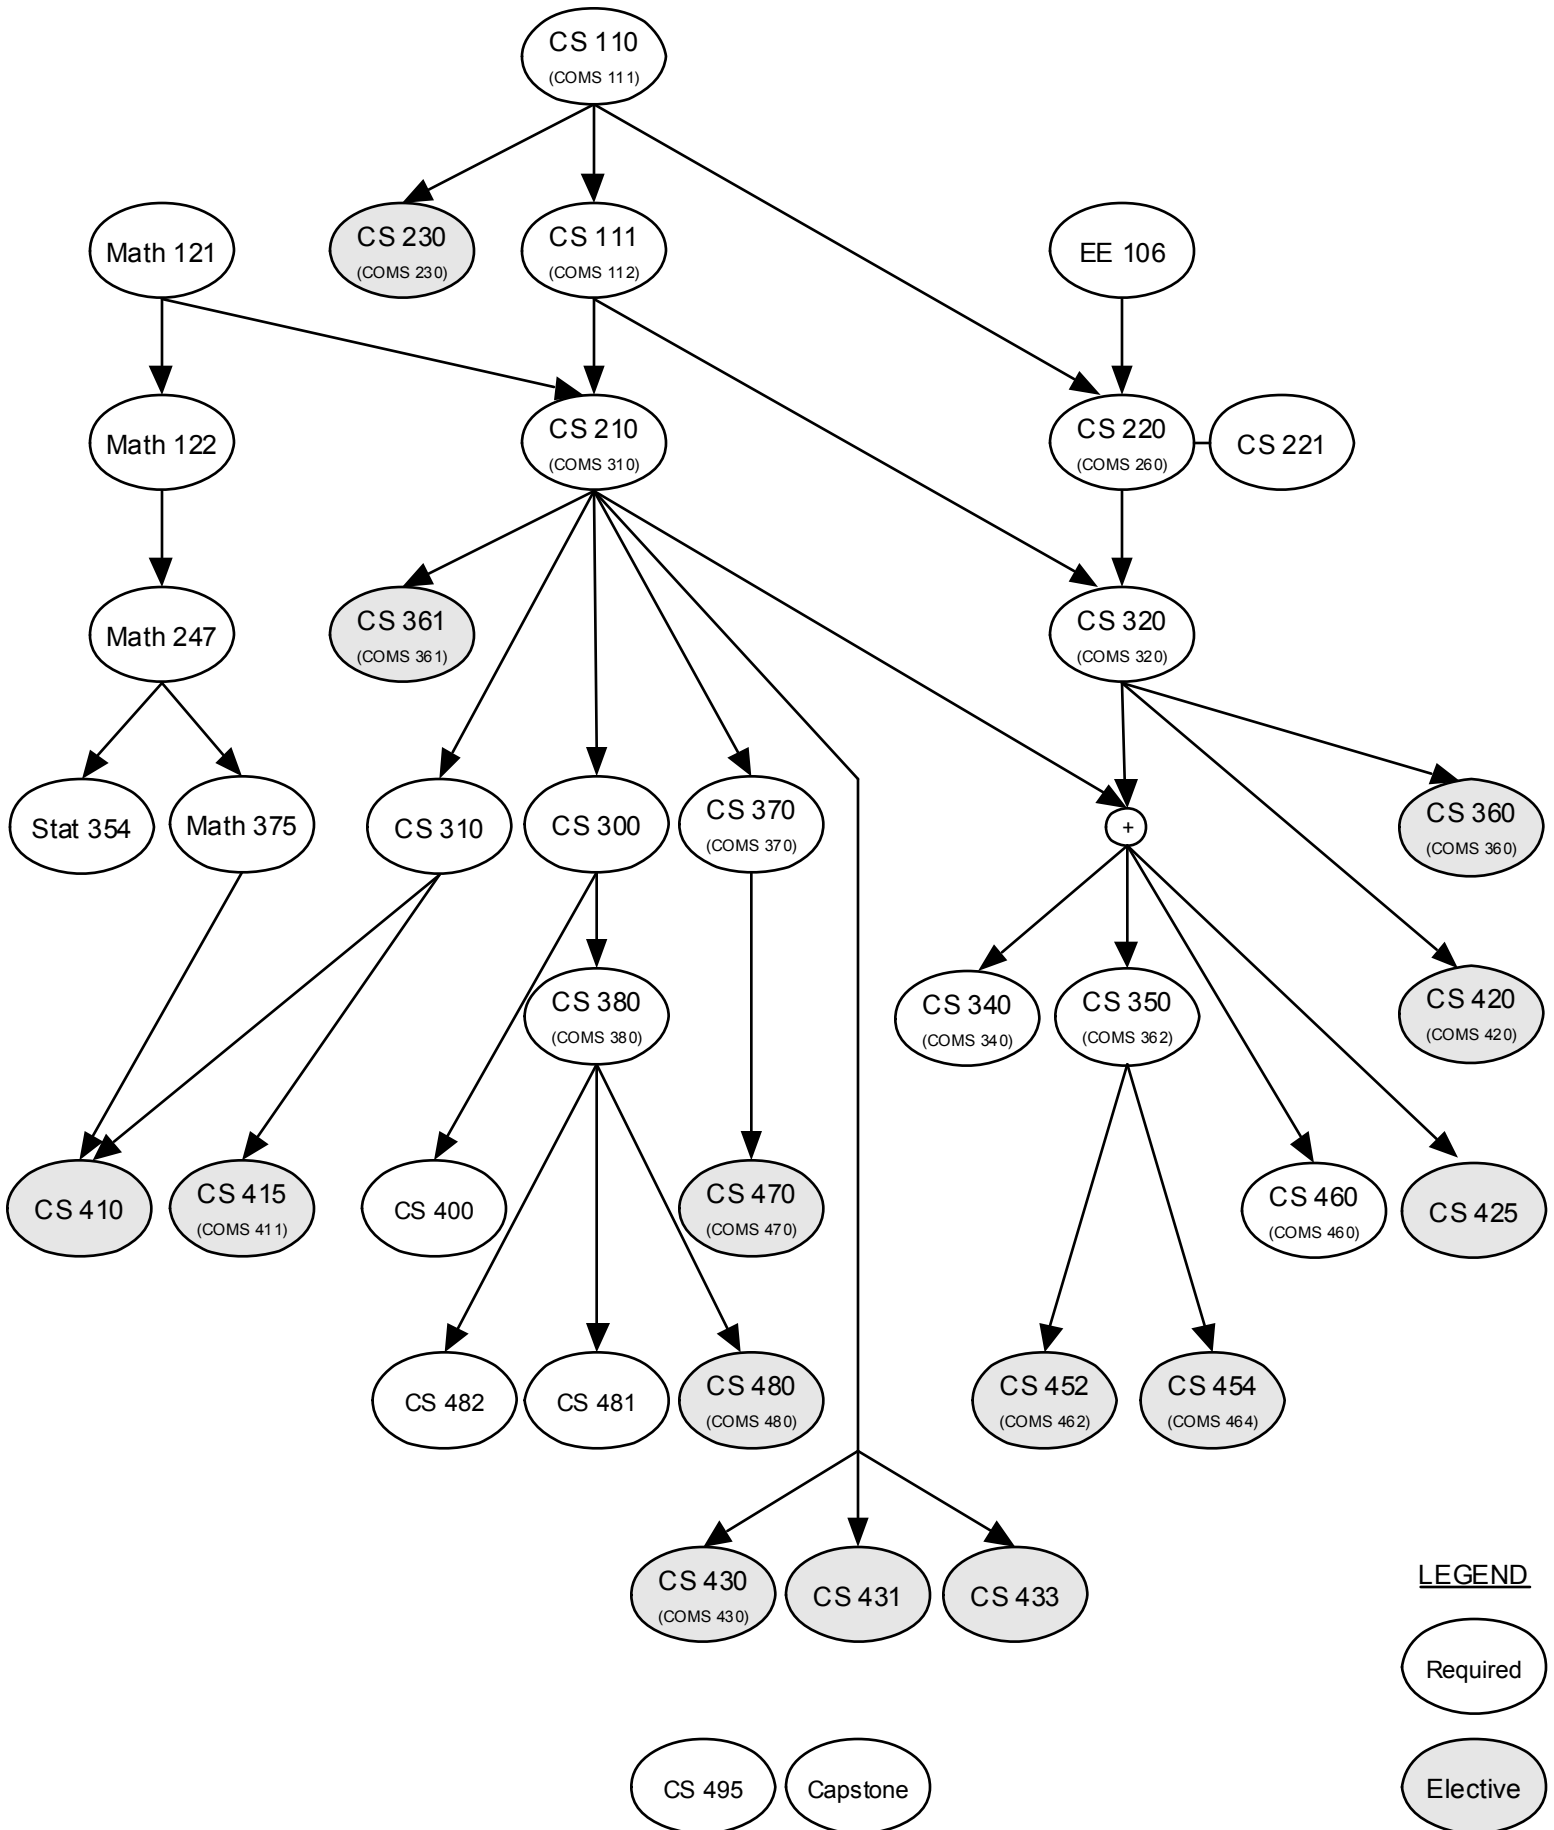 CS 110
(COMS 111)
Math 121
CS 230
(COMS 230)
CS 111
(COMS 112)
EE 106
Math 122
CS 210
(COMS 310)
CS 220
(COMS 260)
CS 221
Math 247
CS 361
(COMS 361)
CS 320
(COMS 320)
Stat 354
Math 375
CS 310
CS 300
CS 370
(COMS 370)
+
CS 360
(COMS 360)
CS 380
(COMS 380)
CS 340
(COMS 340)
CS 350
(COMS 362)
CS 420
(COMS 420)
CS 410
CS 415
(COMS 411)
CS 400
CS 470
(COMS 470)
CS 460
(COMS 460)
CS 425
CS 482
CS 481
CS 480
(COMS 480)
CS 452
(COMS 462)
CS 454
(COMS 464)
CS 430
(COMS 430)
CS 431
CS 433
LEGEND
Required
CS 495
Capstone
Elective